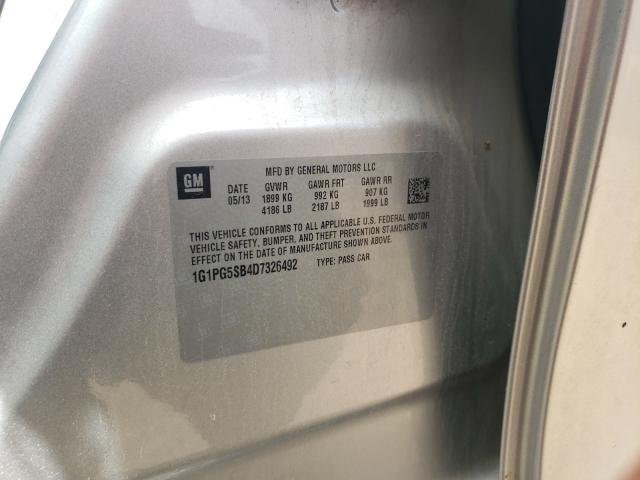 GM
MFD BY GENERAL MOTORS LLC
DATE GVWR GAWR FRT GAWR RR
05/13 1899 KG 992 KG 907 KG
4186 LB 2187 LB 1999 LB
THIS VEHICLE CONFORMS TO ALL APPLICABLE U.S. FEDERAL MOTOR
VEHICLE SAFETY, BUMPER, AND THEFT PREVENTION STANDARDS IN
EFFECT ON THE DATE OF MANUFACTURE SHOWN ABOVE.
1G1PG5SB4D7326492 TYPE: PASS CAR